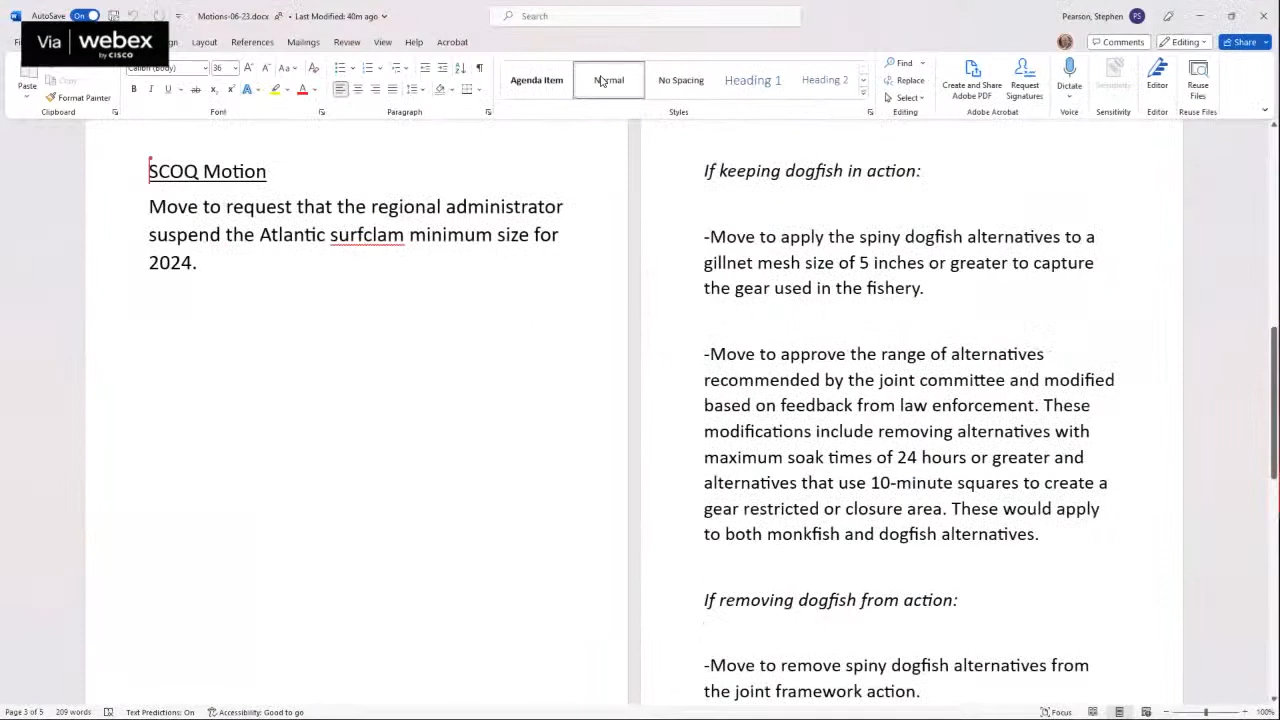 AutoSave
On
Motions-06-23.docx
• Last Modified: 40m ago
Search
Pearson, Stephen
PS
Via | webex
by CISCO
Layout
References
Mailings
Review
View
Help
Acrobat
Comments
Editing
Share
Paste
Copy
Format Painter
36
Agenda Item
Normal
No Spacing
Heading 1
Heading 2
Find
Replace
Select
Create and Share
Adobe PDF
Request
Signatures
Dictate
Sensitivity
Editor
Reuse
Files
Clipboard
Font
Paragraph
Styles
Editing
Adobe Acrobat
Voice
Sensitivity
Editor
Reuse Files
SCOQ Motion
Move to request that the regional administrator
suspend the Atlantic surfclam minimum size for
2024.
If keeping dogfish in action:
-Move to apply the spiny dogfish alternatives to a
gillnet mesh size of 5 inches or greater to capture
the gear used in the fishery.
-Move to approve the range of alternatives
recommended by the joint committee and modified
based on feedback from law enforcement. These
modifications include removing alternatives with
maximum soak times of 24 hours or greater and
alternatives that use 10-minute squares to create a
gear restricted or closure area. These would apply
to both monkfish and dogfish alternatives.
If removing dogfish from action:
-Move to remove spiny dogfish alternatives from
the joint framework action.
Page 3 of 5
209 words
Text Predictions: On
Accessibility: Good to go
Focus
100%